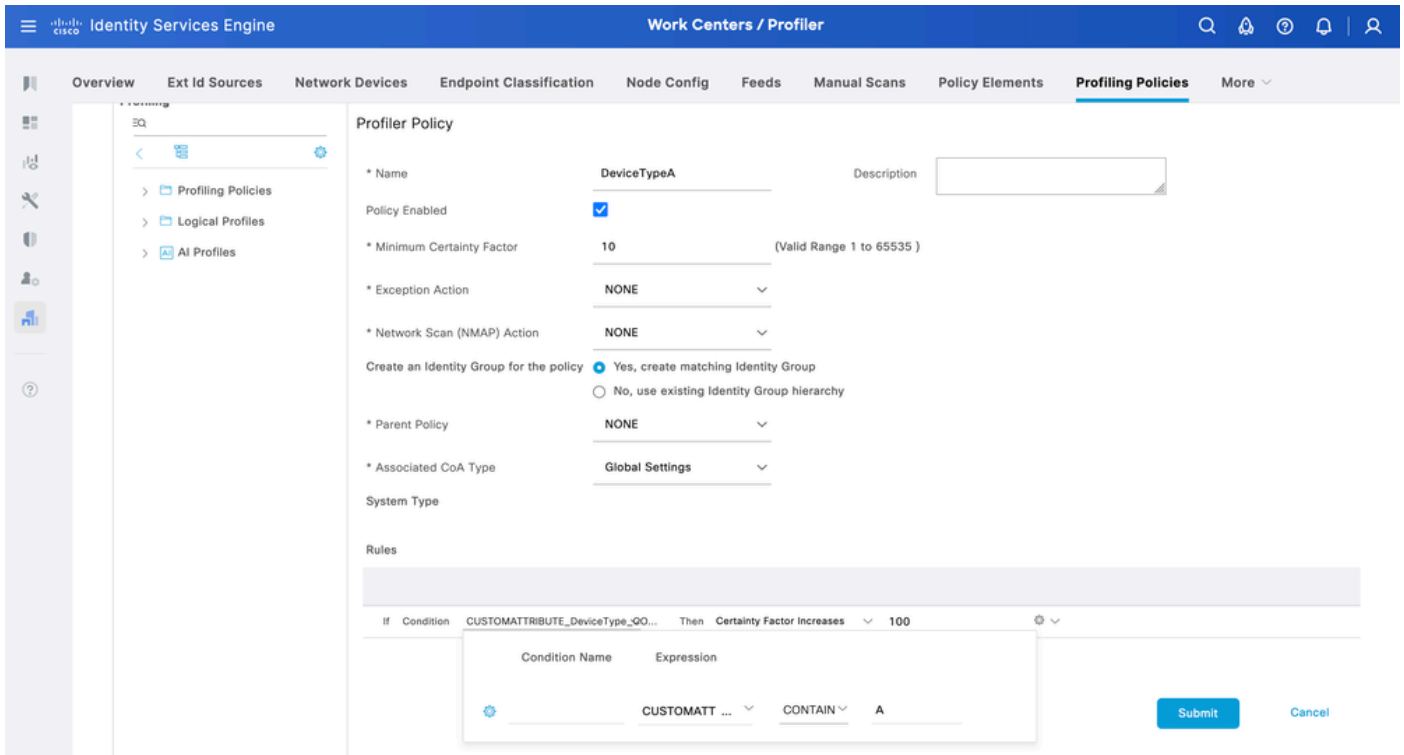 cisco Identity Services Engine Work Centers / Profiler
Overview Ext Id Sources Network Devices Endpoint Classification Node Config Feeds Manual Scans Policy Elements Profiling Policies More
Profiling
Profiling Policies
Logical Profiles
AI AI Profiles
Profiler Policy
* Name DeviceTypeA Description
Policy Enabled
* Minimum Certainty Factor 10 (Valid Range 1 to 65535 )
* Exception Action NONE
* Network Scan (NMAP) Action NONE
Create an Identity Group for the policy Yes, create matching Identity Group
No, use existing Identity Group hierarchy
* Parent Policy NONE
* Associated CoA Type Global Settings
System Type
Rules
If Condition CUSTOMATTRIBUTE_DeviceType_QO... Then Certainty Factor Increases 100
Condition Name Expression
CUSTOMATT ... CONTAIN A
Submit Cancel